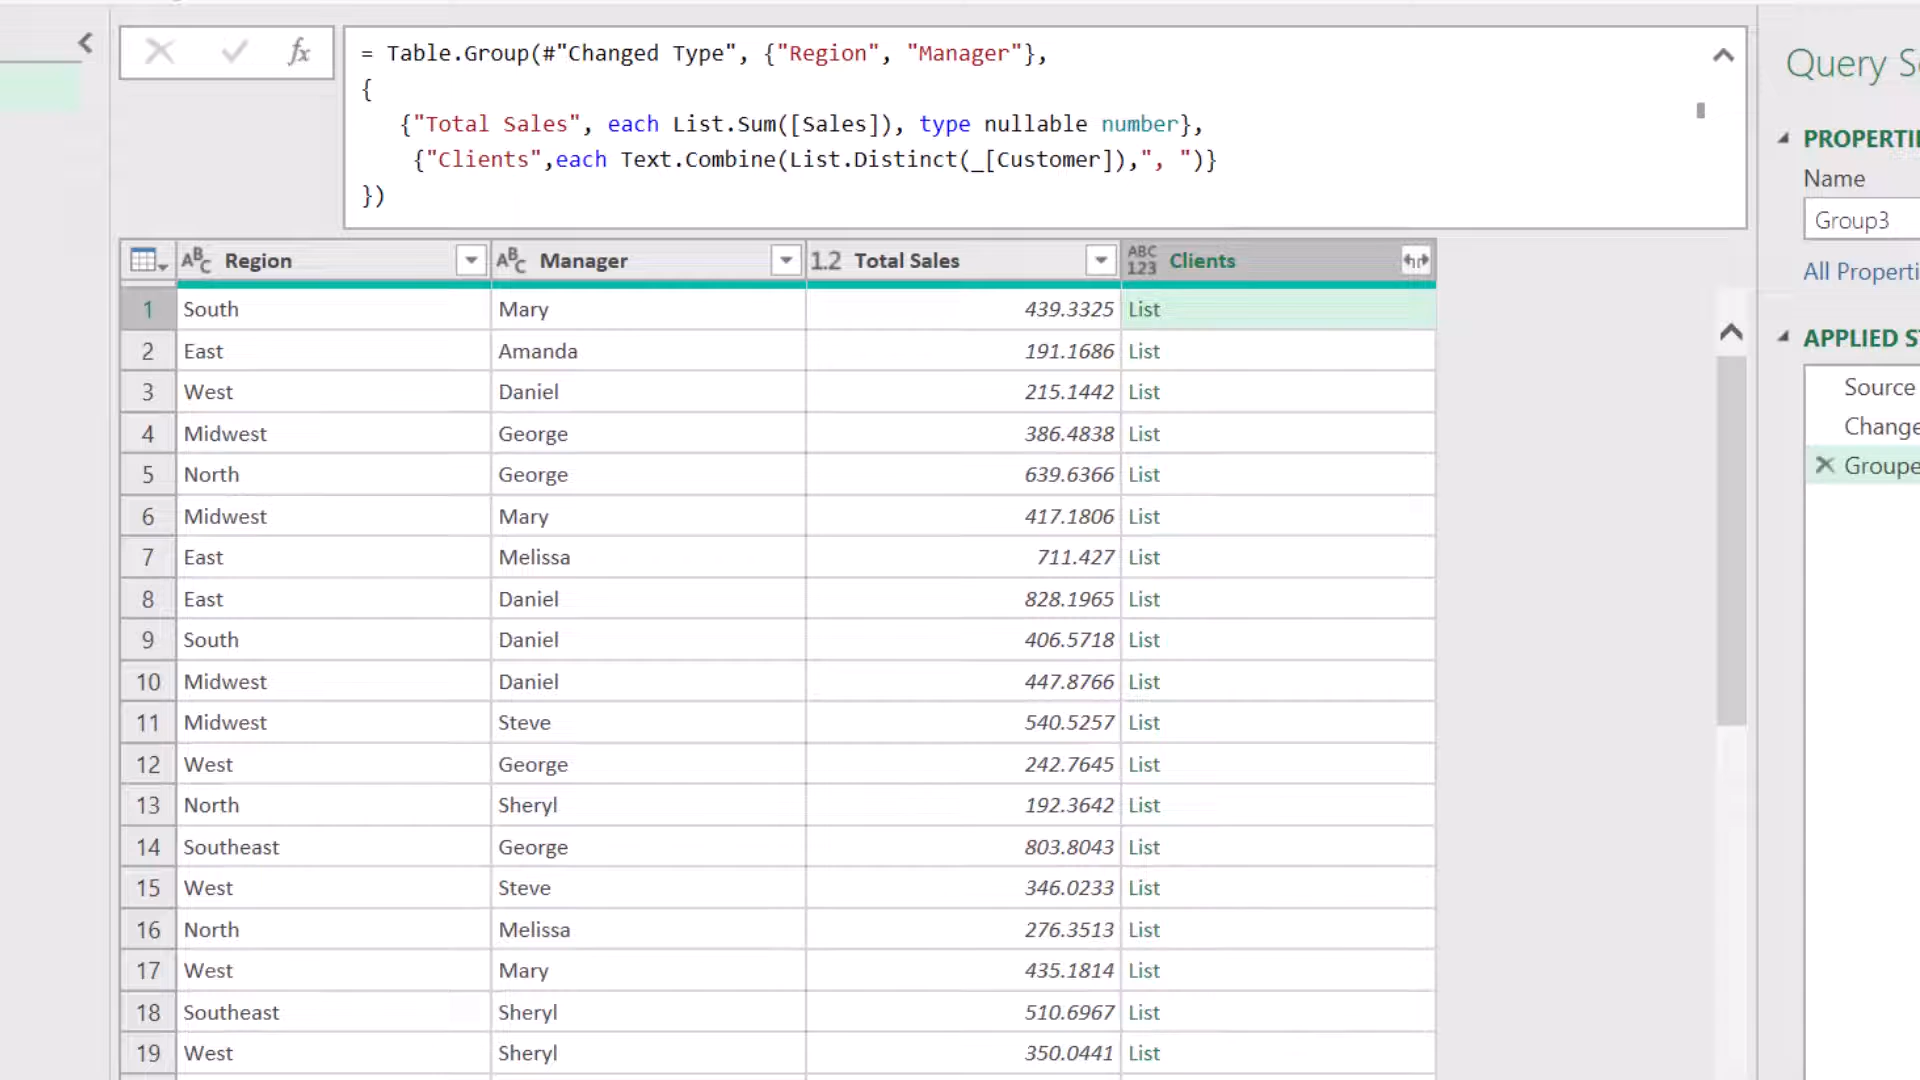 fx
= Table.Group(#"Changed Type", {"Region", "Manager"},
{
{"Total Sales", each List.Sum([Sales]), type nullable number},
{"Clients",each Text.Combine(List.Distinct(_[Customer]),", ")}
})
ABC Region ABC Manager 1.2 Total Sales ABC 123 Clients
1 South Mary 439.3325 List
2 East Amanda 191.1686 List
3 West Daniel 215.1442 List
4 Midwest George 386.4838 List
5 North George 639.6366 List
6 Midwest Mary 417.1806 List
7 East Melissa 711.427 List
8 East Daniel 828.1965 List
9 South Daniel 406.5718 List
10 Midwest Daniel 447.8766 List
11 Midwest Steve 540.5257 List
12 West George 242.7645 List
13 North Sheryl 192.3642 List
14 Southeast George 803.8043 List
15 West Steve 346.0233 List
16 North Melissa 276.3513 List
17 West Mary 435.1814 List
18 Southeast Sheryl 510.6967 List
19 West Sheryl 350.0441 List
Query S
PROPERTI
Name
Group3
All Properti
APPLIED S
Source
Change
Groupe